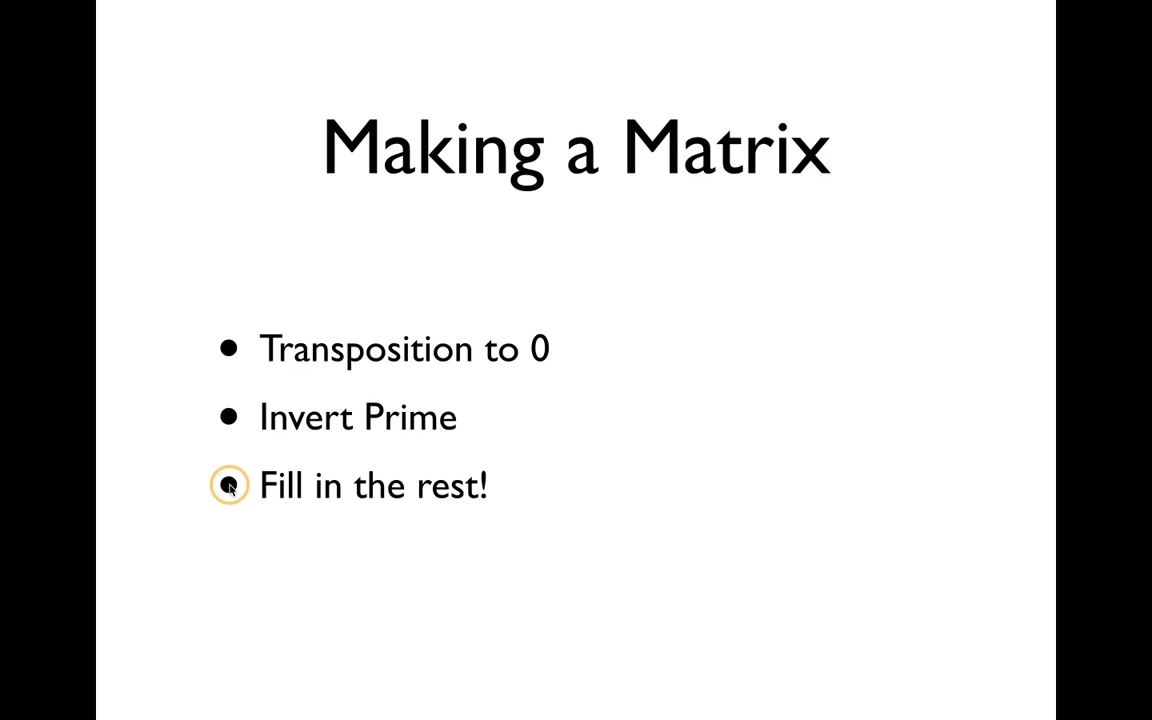 Making a Matrix
• Transposition to 0
• Invert Prime
• Fill in the rest!